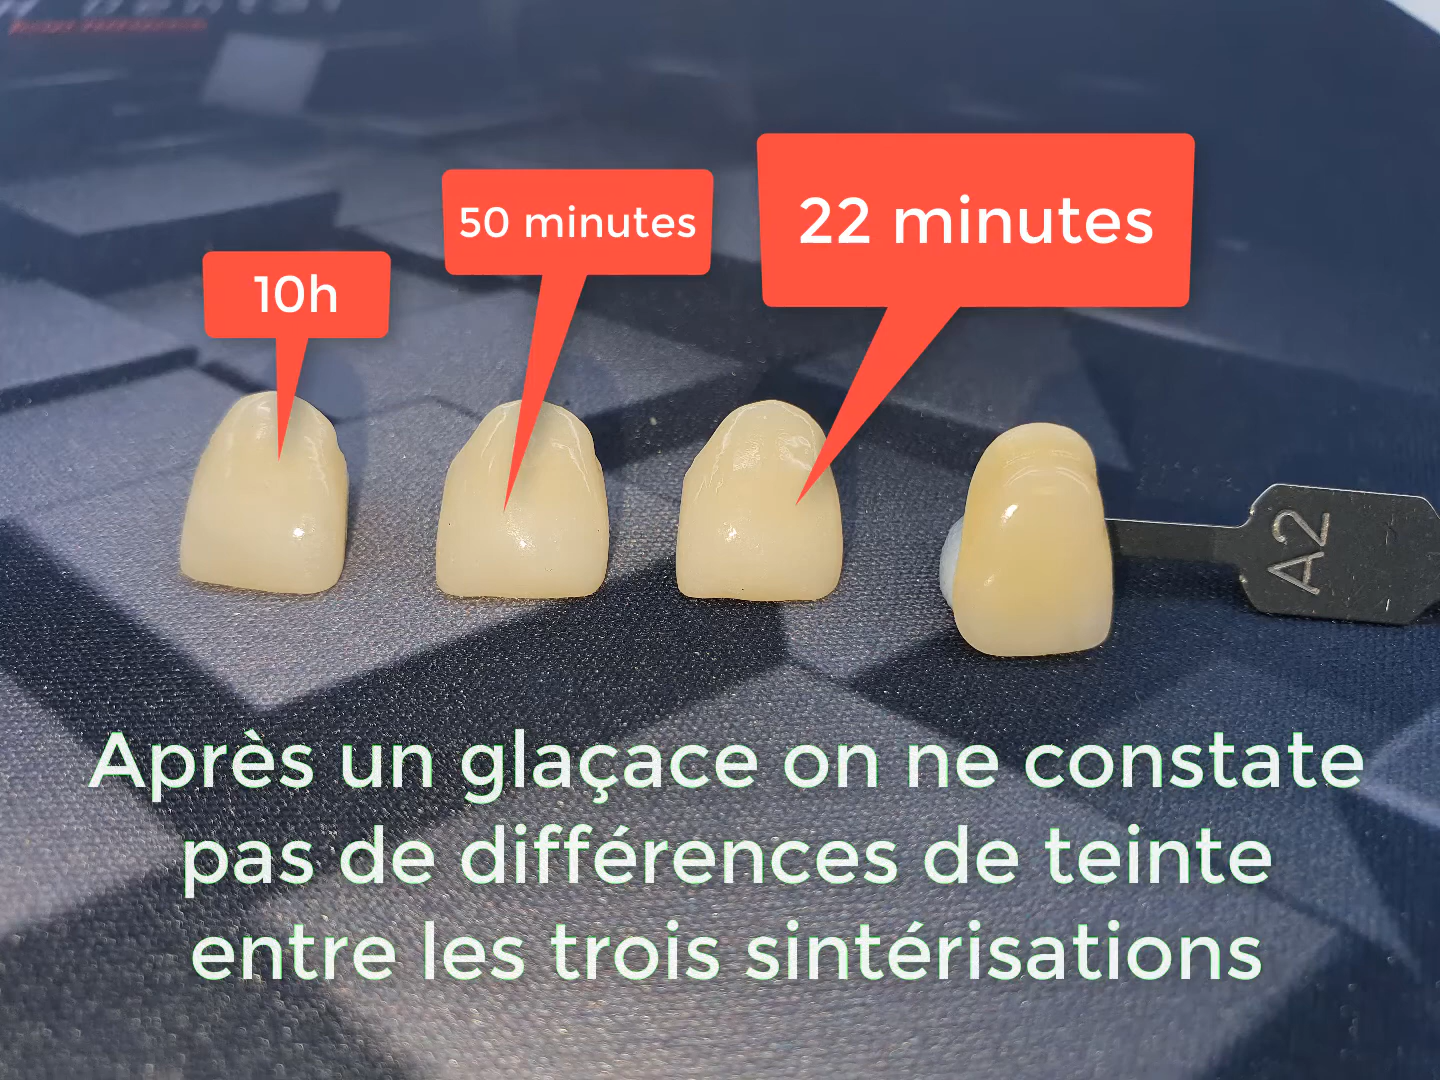 10h
50 minutes
22 minutes
A2
Après un glaçace on ne constate
pas de différences de teinte
entre les trois sintérisations